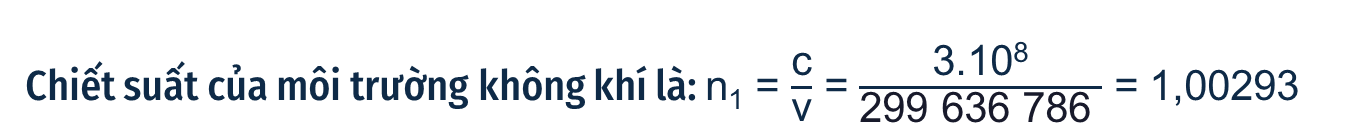 Chiết suất của môi trường không khí là: n₁ = c/v = 3.10⁸/299 636 786 = 1,00293